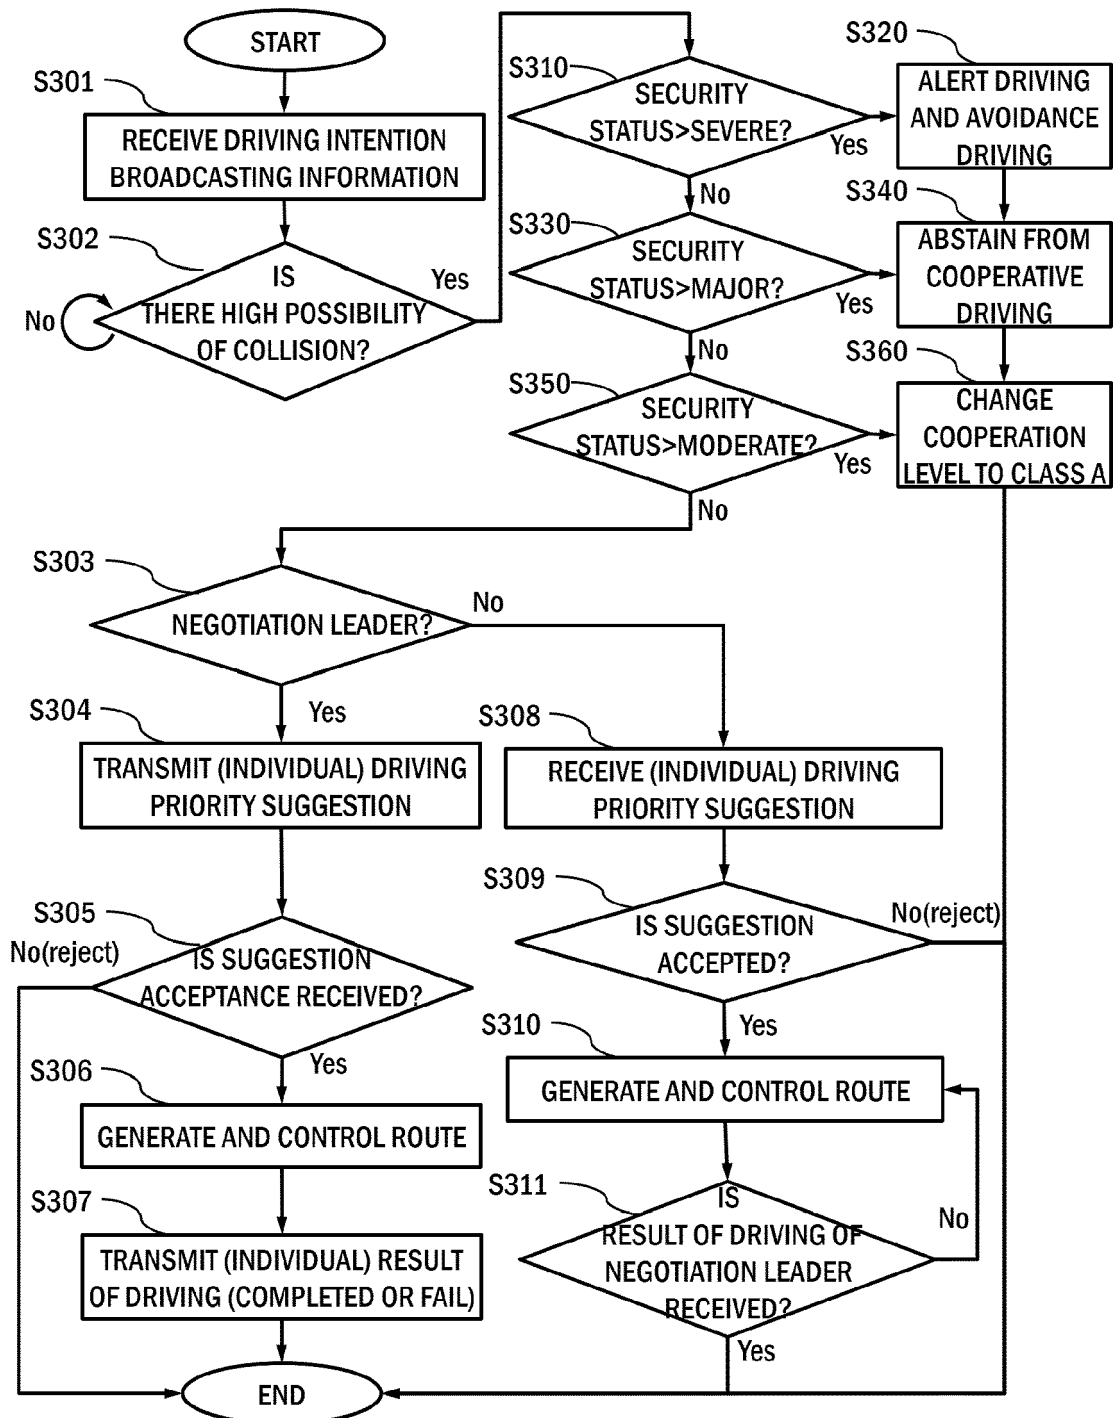 START
S301
RECEIVE DRIVING INTENTION
BROADCASTING INFORMATION
S302
IS
THERE HIGH POSSIBILITY
OF COLLISION?
Yes
No
S310
SECURITY
STATUS>SEVERE?
Yes
No
S320
ALERT DRIVING
AND AVOIDANCE
DRIVING
S330
SECURITY
STATUS>MAJOR?
Yes
No
S340
ABSTAIN FROM
COOPERATIVE
DRIVING
S350
SECURITY
STATUS>MODERATE?
Yes
No
S360
CHANGE
COOPERATION
LEVEL TO CLASS A
S303
NEGOTIATION LEADER?
No
Yes
S304
TRANSMIT (INDIVIDUAL) DRIVING
PRIORITY SUGGESTION
S305
No(reject)
IS SUGGESTION
ACCEPTANCE RECEIVED?
Yes
S306
GENERATE AND CONTROL ROUTE
S307
TRANSMIT (INDIVIDUAL) RESULT
OF DRIVING (COMPLETED OR FAIL)
S308
RECEIVE (INDIVIDUAL) DRIVING
PRIORITY SUGGESTION
S309
IS SUGGESTION
ACCEPTED?
No(reject)
Yes
S310
GENERATE AND CONTROL ROUTE
S311
IS
RESULT OF DRIVING OF
NEGOTIATION LEADER
RECEIVED?
No
Yes
END